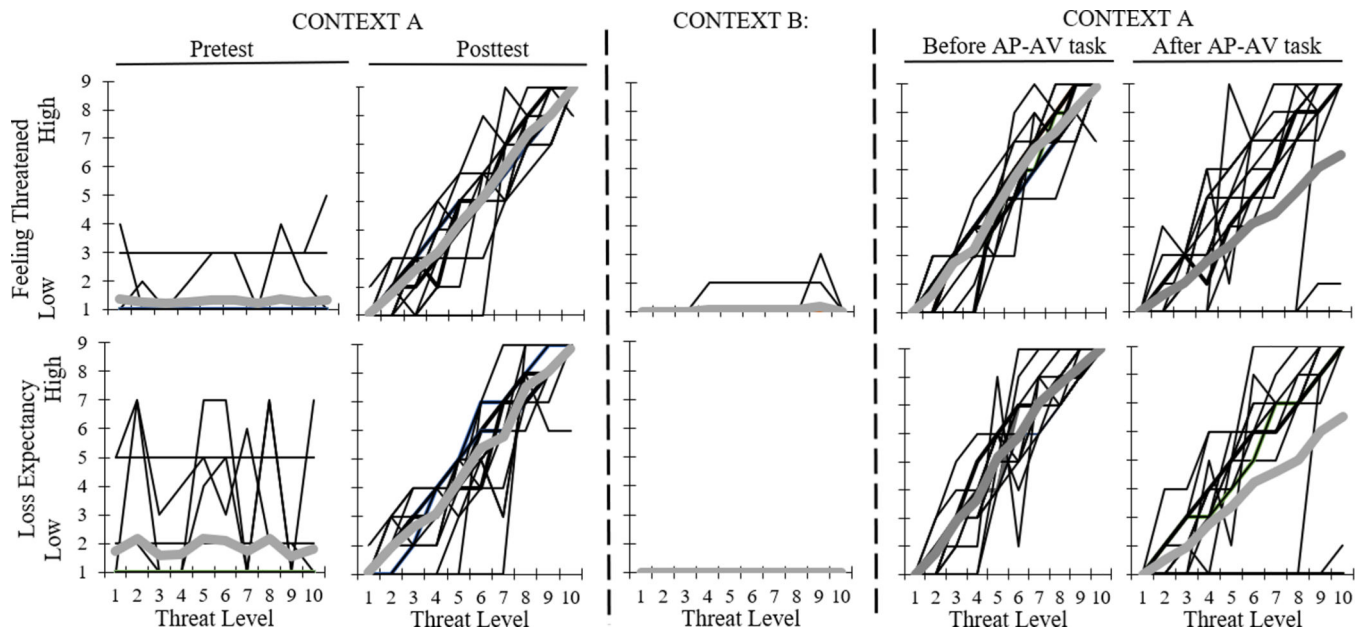 CONTEXT A
CONTEXT B:
CONTEXT A
Pretest
Posttest
Before AP-AV task
After AP-AV task
Feeling Threatened
Low High
9
8
7
6
5
4
3
2
1
Loss Expectancy
Low High
9
8
7
6
5
4
3
2
1
1 2 3 4 5 6 7 8 9 10
1 2 3 4 5 6 7 8 9 10
1 2 3 4 5 6 7 8 9 10
1 2 3 4 5 6 7 8 9 10
1 2 3 4 5 6 7 8 9 10
Threat Level
Threat Level
Threat Level
Threat Level
Threat Level